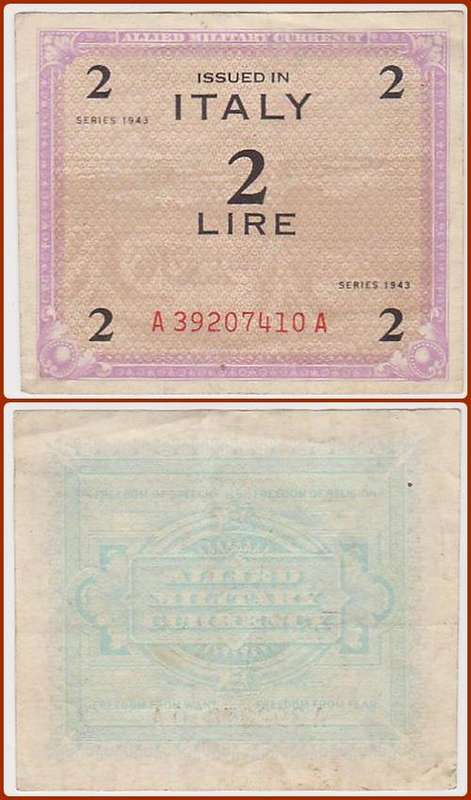 ALLIED MILITARY CURRENCY
2 ISSUED IN 2
SERIES 1943 ITALY
2
LIRE
SERIES 1943
2 A 39207410 A 2
FREEDOM OF SPEECH FREEDOM OF RELIGION
ALLIED
MILITARY
CURRENCY
FREEDOM FROM WANT FREEDOM FROM FEAR